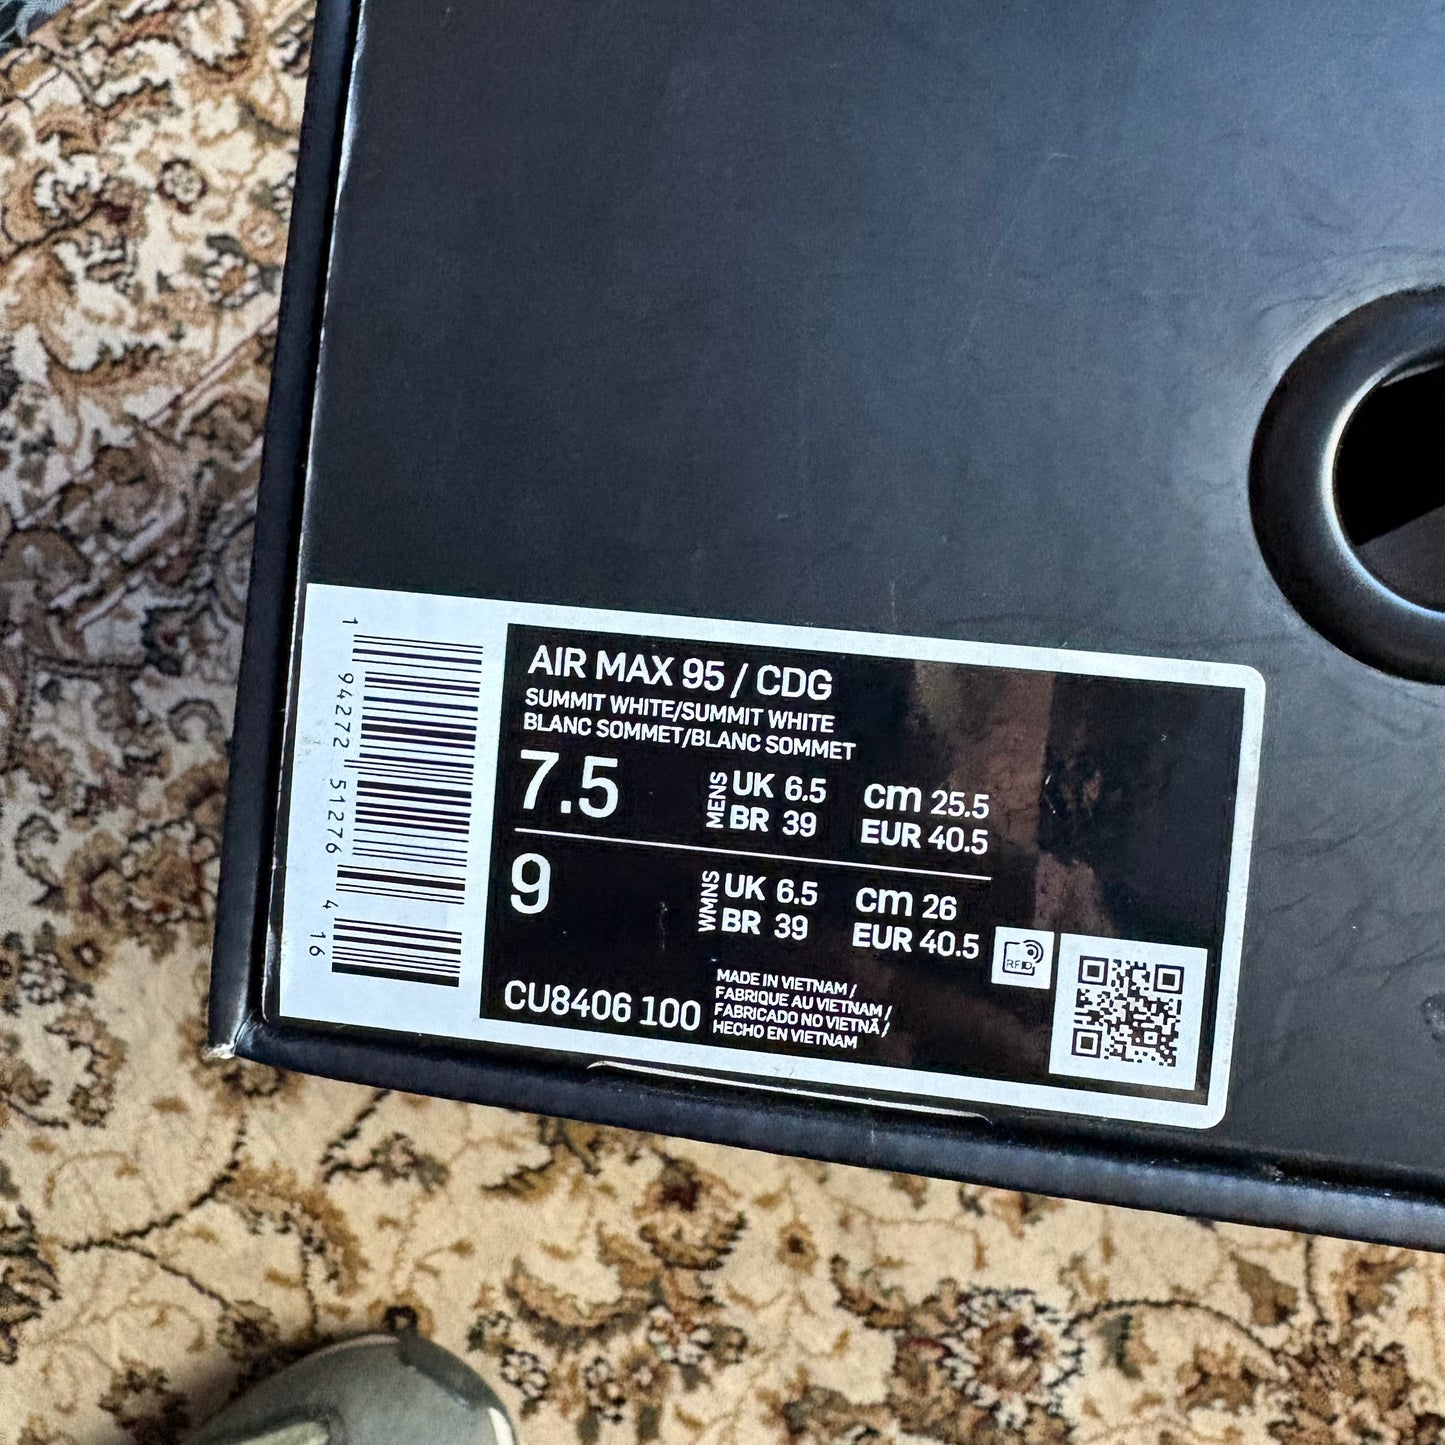 AIR MAX 95 / CDG
SUMMIT WHITE/SUMMIT WHITE
BLANC SOMMET/BLANC SOMMET
7.5 MENS UK 6.5 cm 25.5
BR 39 EUR 40.5
9 WMNS UK 6.5 cm 26
BR 39 EUR 40.5
CU8406 100
MADE IN VIETNAM /
FABRIQUE AU VIETNAM /
FABRICADO NO VIETNÃ /
HECHO EN VIETNAM
RFID
1 94272 51276 4 16